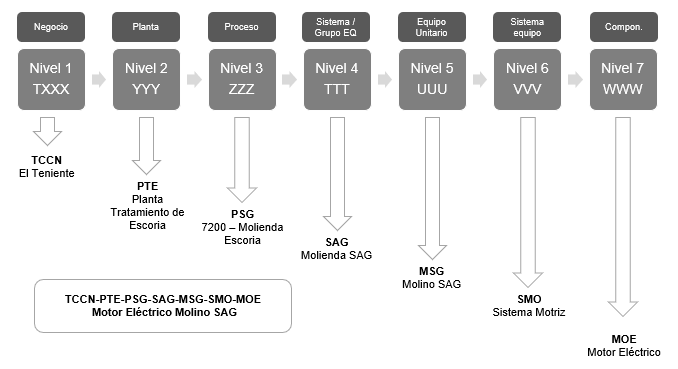 Negocio
Planta
Proceso
Sistema /
Grupo EQ
Equipo
Unitario
Sistema
equipo
Compon.
Nivel 1
TXXX
Nivel 2
YYY
Nivel 3
ZZZ
Nivel 4
TTT
Nivel 5
UUU
Nivel 6
VVV
Nivel 7
WWW
TCCN
El Teniente
PTE
Planta
Tratamiento de
Escoria
PSG
7200 – Molienda
Escoria
SAG
Molienda SAG
MSG
Molino SAG
SMO
Sistema Motriz
MOE
Motor Eléctrico
TCCN-PTE-PSG-SAG-MSG-SMO-MOE
Motor Eléctrico Molino SAG